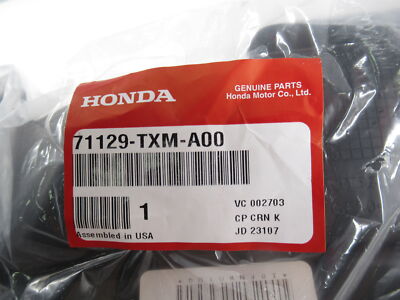 HONDA
GENUINE PARTS
Honda Motor Co., Ltd.
71129-TXM-A00
1
VC 002703
CP CRN K
JD 23107
Assembled in USA